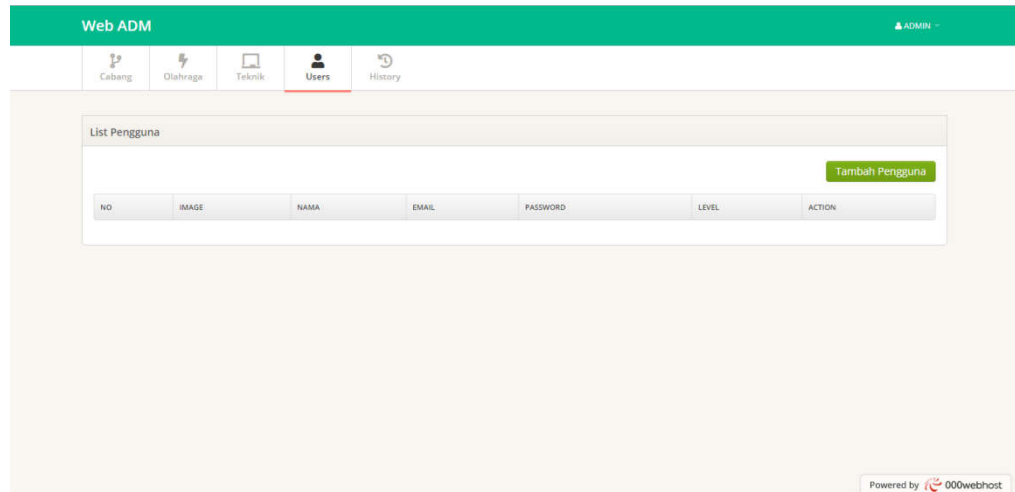 Web ADM
ADMIN
Cabang Olahraga Teknik Users History
List Pengguna
Tambah Pengguna
NO IMAGE NAMA EMAIL PASSWORD LEVEL ACTION
Powered by 000webhost